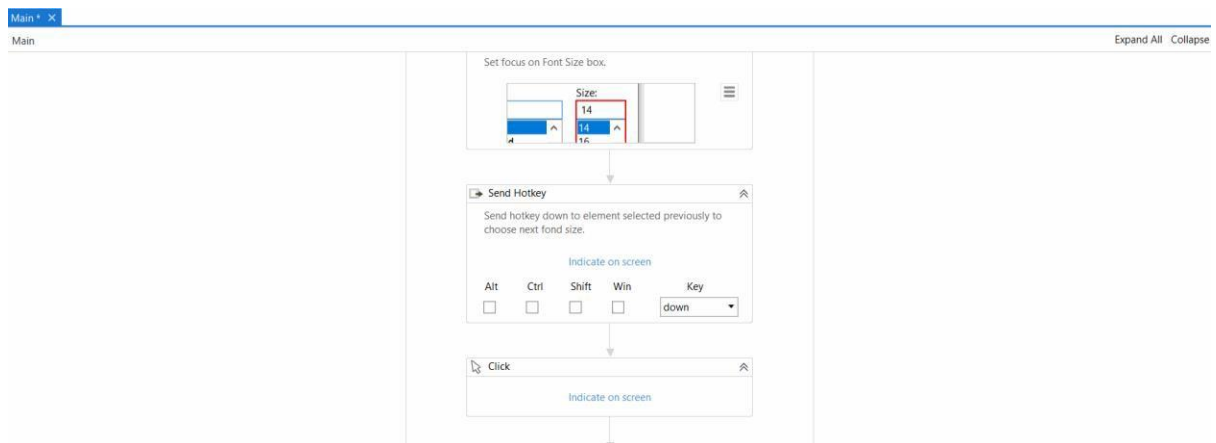 Main *
Main
Expand All Collapse
Set focus on Font Size box.
Size:
14
14
16
Send Hotkey
Send hotkey down to element selected previously to
choose next fond size.
Indicate on screen
Alt Ctrl Shift Win Key
down
Click
Indicate on screen